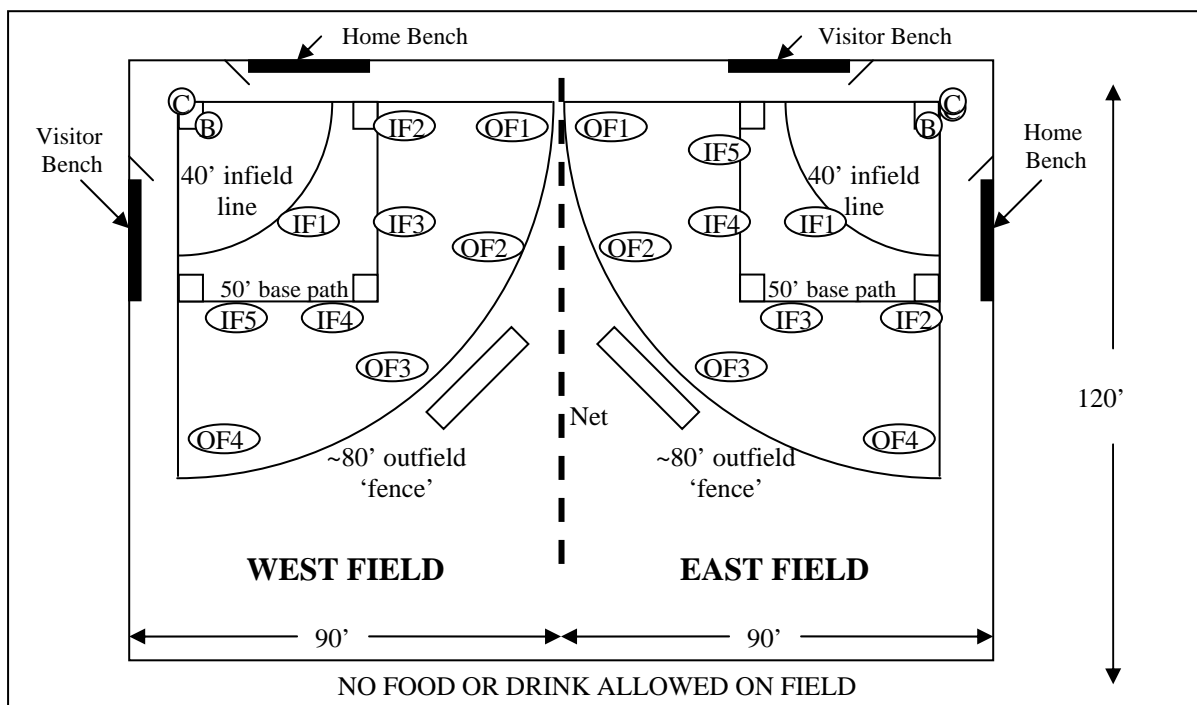 Home Bench
Visitor Bench
Visitor
Bench
Home
Bench
C
B
IF2
OF1
OF1
IF5
B
C
40’ infield
line
40’ infield
line
IF1
IF3
OF2
OF2
IF4
IF1
50’ base path
50’ base path
IF5
IF4
IF3
IF2
OF3
OF3
Net
120’
OF4
OF4
~80’ outfield
‘fence’
~80’ outfield
‘fence’
WEST FIELD
EAST FIELD
90’
90’
NO FOOD OR DRINK ALLOWED ON FIELD